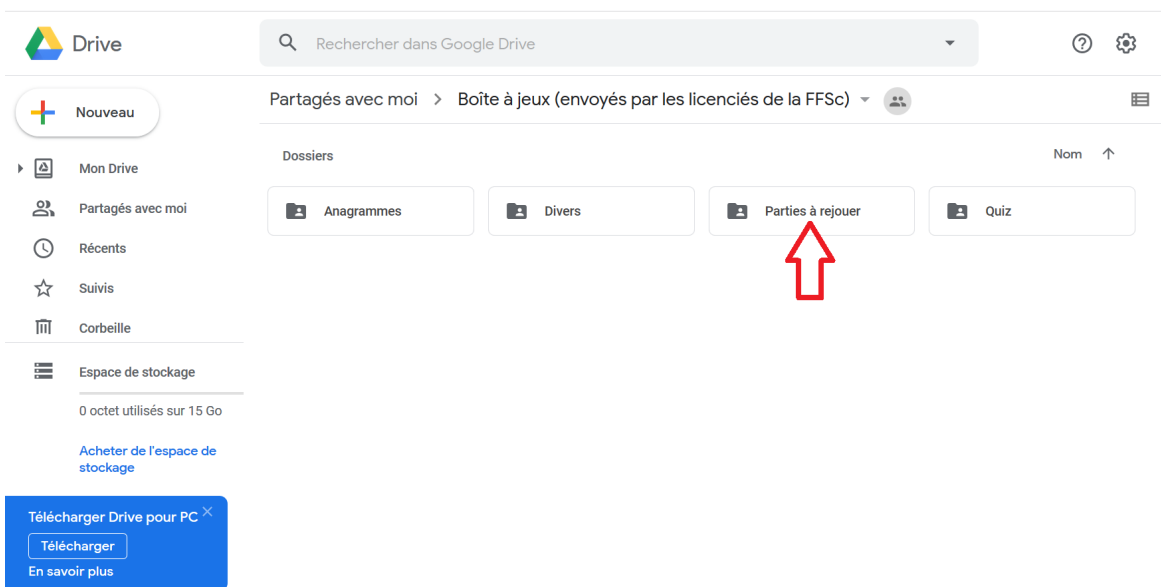 Drive
Rechercher dans Google Drive
Partagés avec moi > Boîte à jeux (envoyés par les licenciés de la FFSc)
Nouveau
Dossiers
Nom
Mon Drive
Partagés avec moi
Récents
Suivis
Corbeille
Anagrammes
Divers
Parties à rejouer
Quiz
Espace de stockage
0 octet utilisés sur 15 Go
Acheter de l'espace de
stockage
Télécharger Drive pour PC
Télécharger
En savoir plus